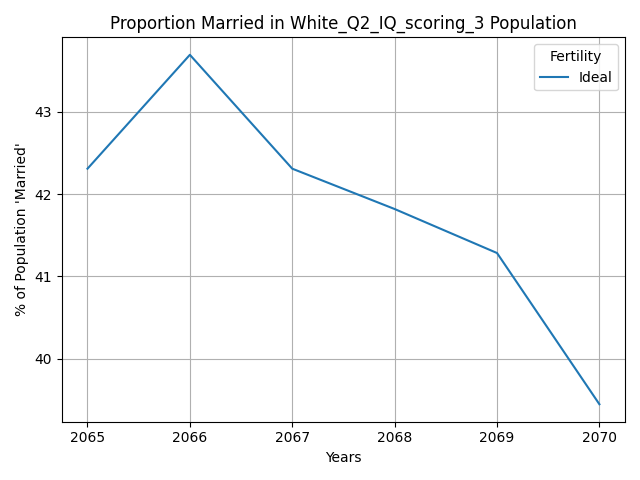 Proportion Married in White_Q2_IQ_scoring_3 Population
Fertility
Ideal
% of Population 'Married'
43
42
41
40
2065 2066 2067 2068 2069 2070
Years